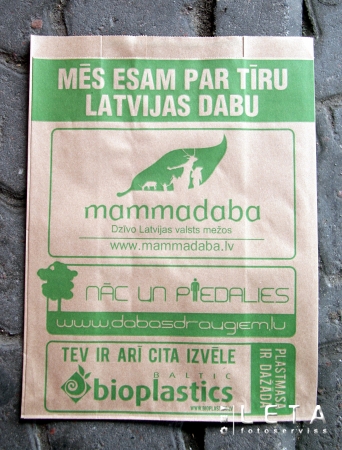 MĒS ESAM PAR TĪRU
LATVIJAS DABU
mammadaba
Dzīvo Latvijas valsts mežos
www.mammadaba.lv
NĀC UN PIEDALIES
www.dabasdraugiem.lv
TEV IR ARĪ CITA IZVĒLE
BALTIC
bioplastics
PLASTMASA
IR DAŽĀDA
LETA
fotoserviss